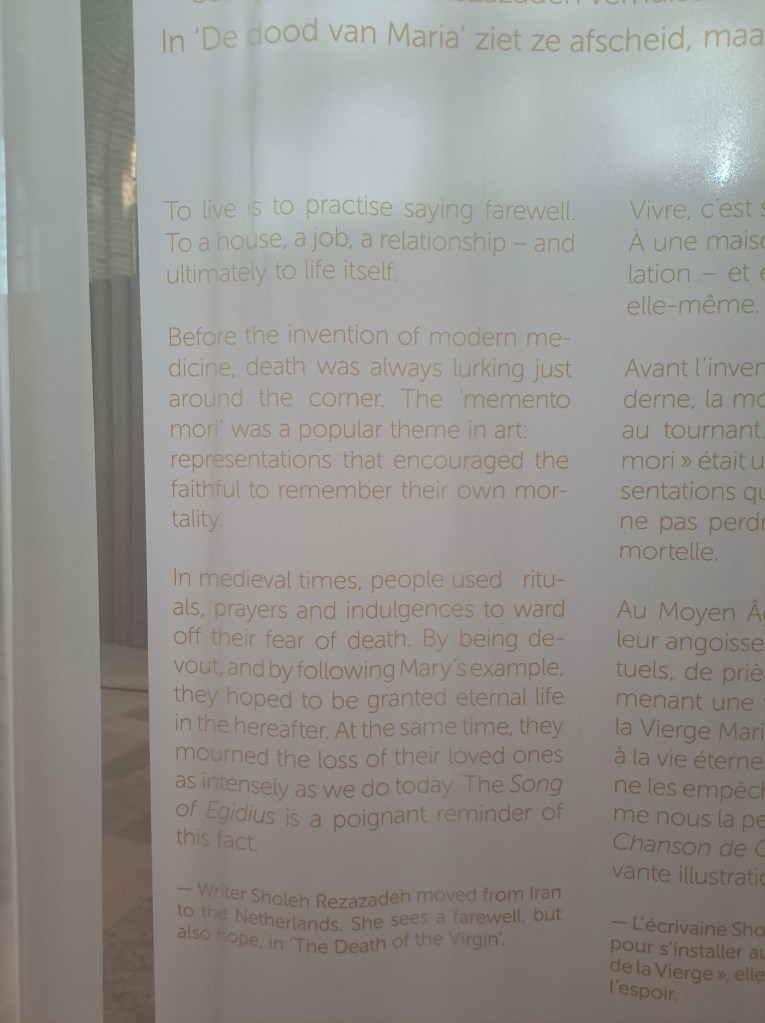 In 'De dood van Maria' ziet ze afscheid, maa
To live is to practise saying farewell.
To a house, a job, a relationship – and
ultimately to life itself.
Before the invention of modern me-
dicine, death was always lurking just
around the corner. The 'memento
mori' was a popular theme in art:
representations that encouraged the
faithful to remember their own mor-
tality.
In medieval times, people used ritu-
als, prayers and indulgences to ward
off their fear of death. By being de-
vout, and by following Mary's example,
they hoped to be granted eternal life
in the hereafter. At the same time, they
mourned the loss of their loved ones
as intensely as we do today. The Song
of Egidius is a poignant reminder of
this fact.
— Writer Sholeh Rezazadeh moved from Iran
to the Netherlands. She sees a farewell, but
also hope, in 'The Death of the Virgin'.
Vivre, c'est s
À une maiso
lation – et e
elle-même.
Avant l'inven
derne, la mo
au tournant.
mori » était u
sentations qu
ne pas perdr
mortelle.
Au Moyen Âg
leur angoisse
tuels, de priè
menant une
la Vierge Mari
à la vie éterne
ne les empêch
me nous la pe
Chanson de
vante illustratio
— L'écrivaine Sho
pour s'installer au
de la Vierge », elle
l'espoir.